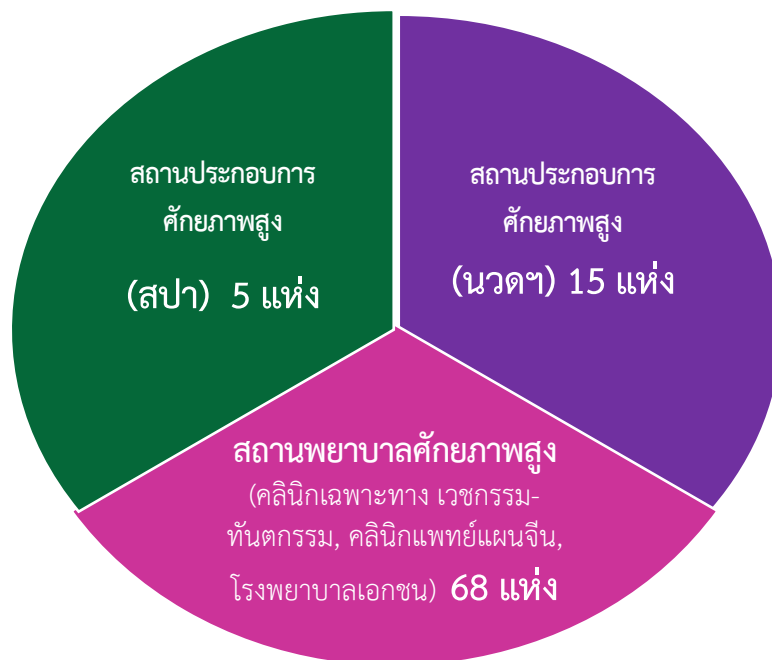 สถานประกอบการ
ศักยภาพสูง
(สปา) 5 แห่ง
สถานประกอบการ
ศักยภาพสูง
(นวดฯ) 15 แห่ง
สถานพยาบาลศักยภาพสูง
(คลินิกเฉพาะทาง เวชกรรม-
ทันตกรรม, คลินิกแพทย์แผนจีน,
โรงพยาบาลเอกชน) 68 แห่ง